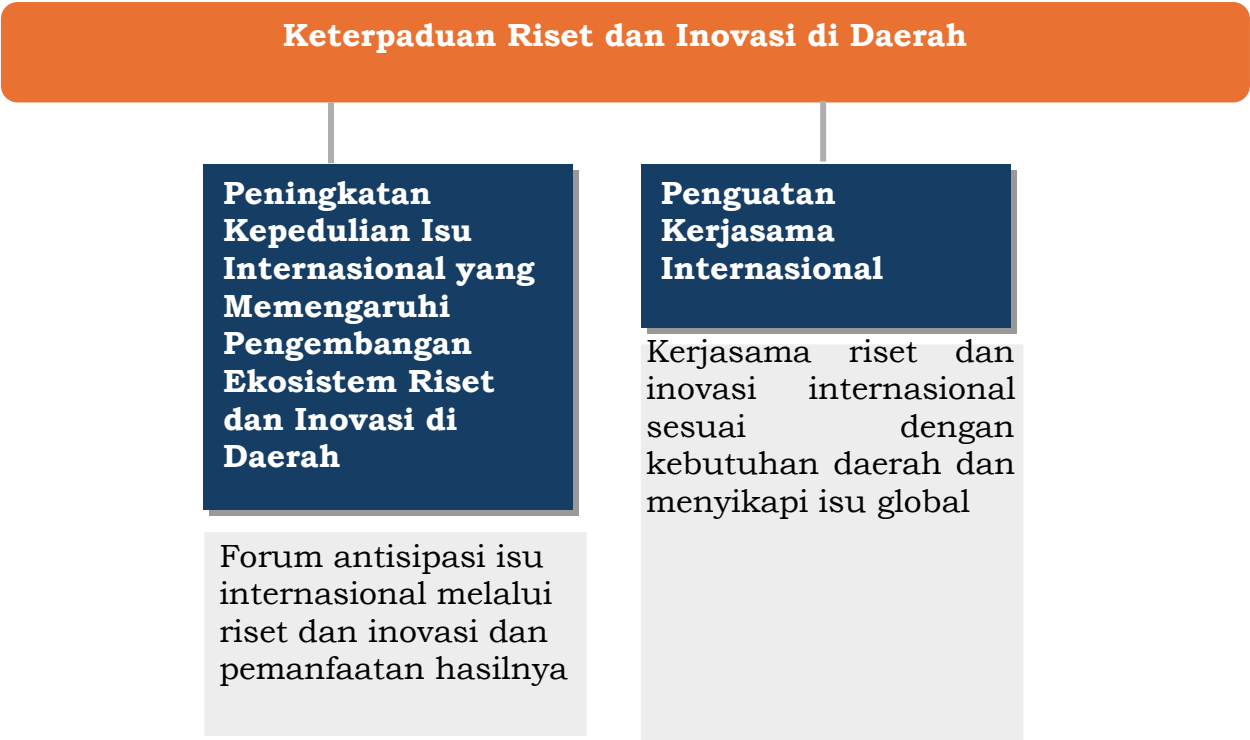 Keterpaduan Riset dan Inovasi di Daerah
Peningkatan
Kepedulian Isu
Internasional yang
Memengaruhi
Pengembangan
Ekosistem Riset
dan Inovasi di
Daerah
Forum antisipasi isu
internasional melalui
riset dan inovasi dan
pemanfaatan hasilnya
Penguatan
Kerjasama
Internasional
Kerjasama riset dan
inovasi internasional
sesuai dengan
kebutuhan daerah dan
menyikapi isu global